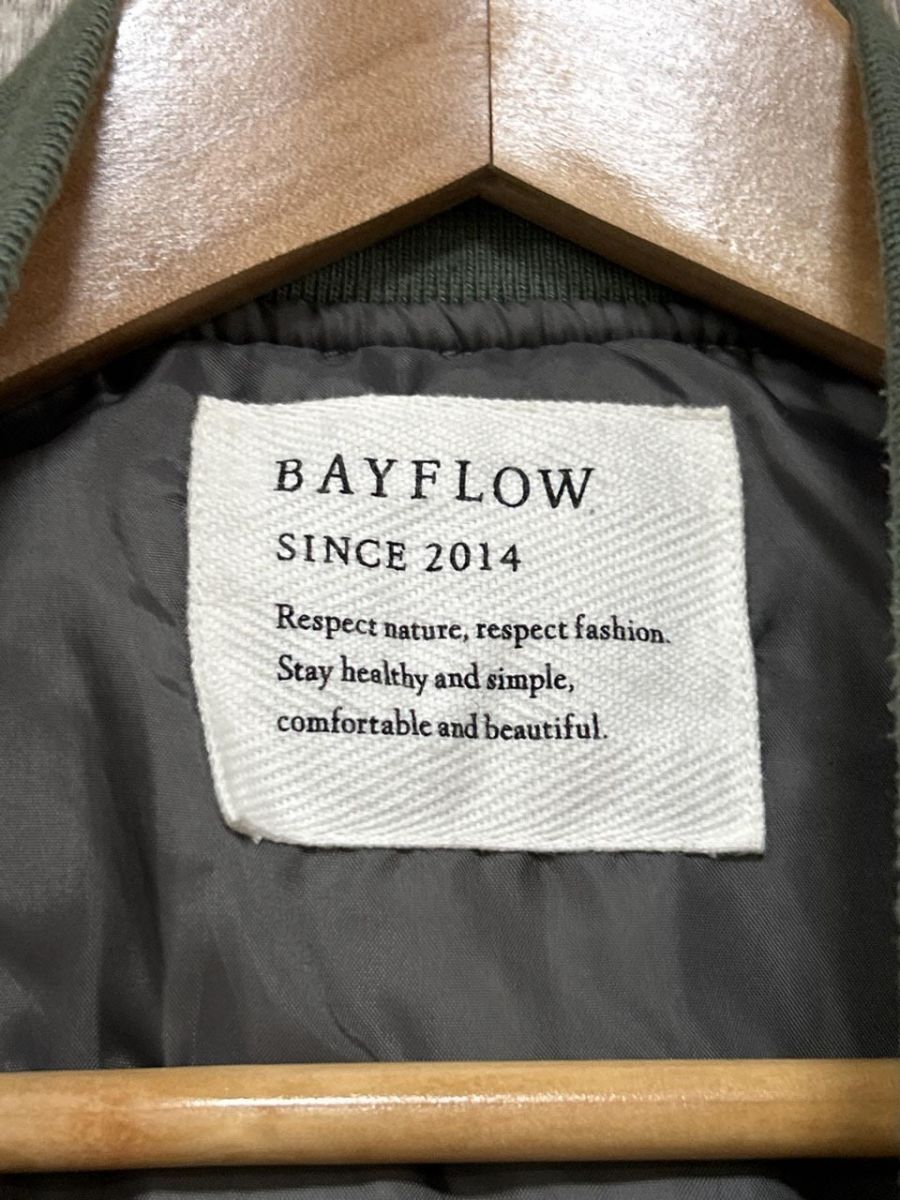 BAYFLOW
SINCE 2014
Respect nature, respect fashion.
Stay healthy and simple,
comfortable and beautiful.